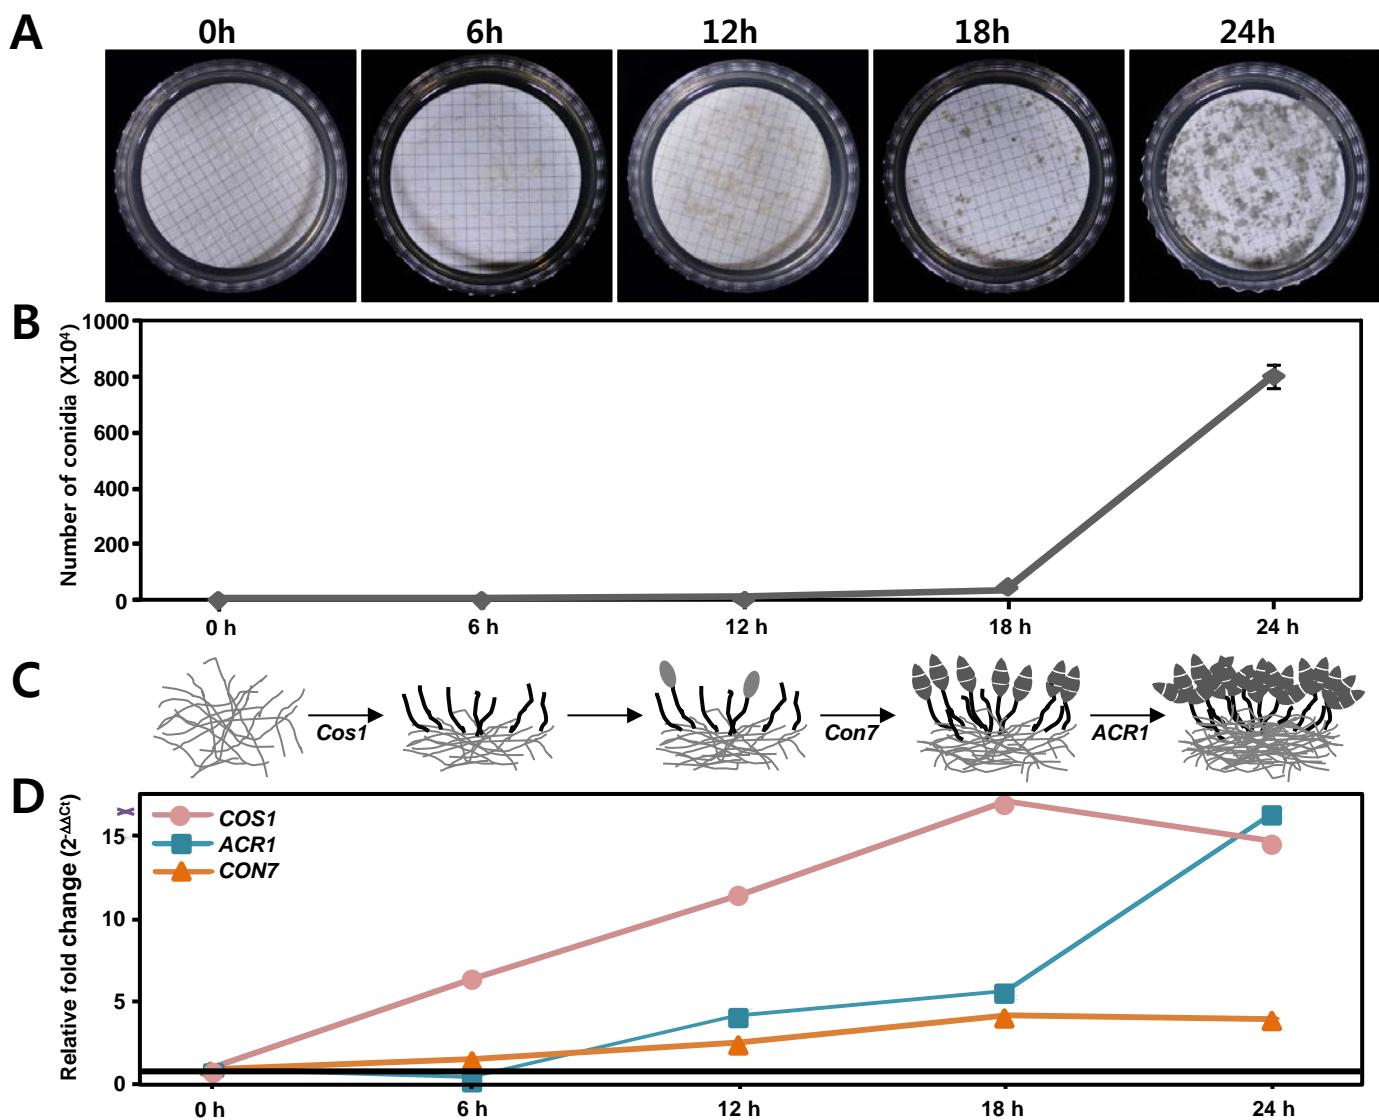 A
0h 6h 12h 18h 24h
B
Number of conidia (X10⁴)
1000
800
600
400
200
0
0 h 6 h 12 h 18 h 24 h
C
Cos1 Con7 ACR1
D
Relative fold change (2⁻ΔΔCt)
COS1
ACR1
CON7
15
10
5
0
0 h 6 h 12 h 18 h 24 h